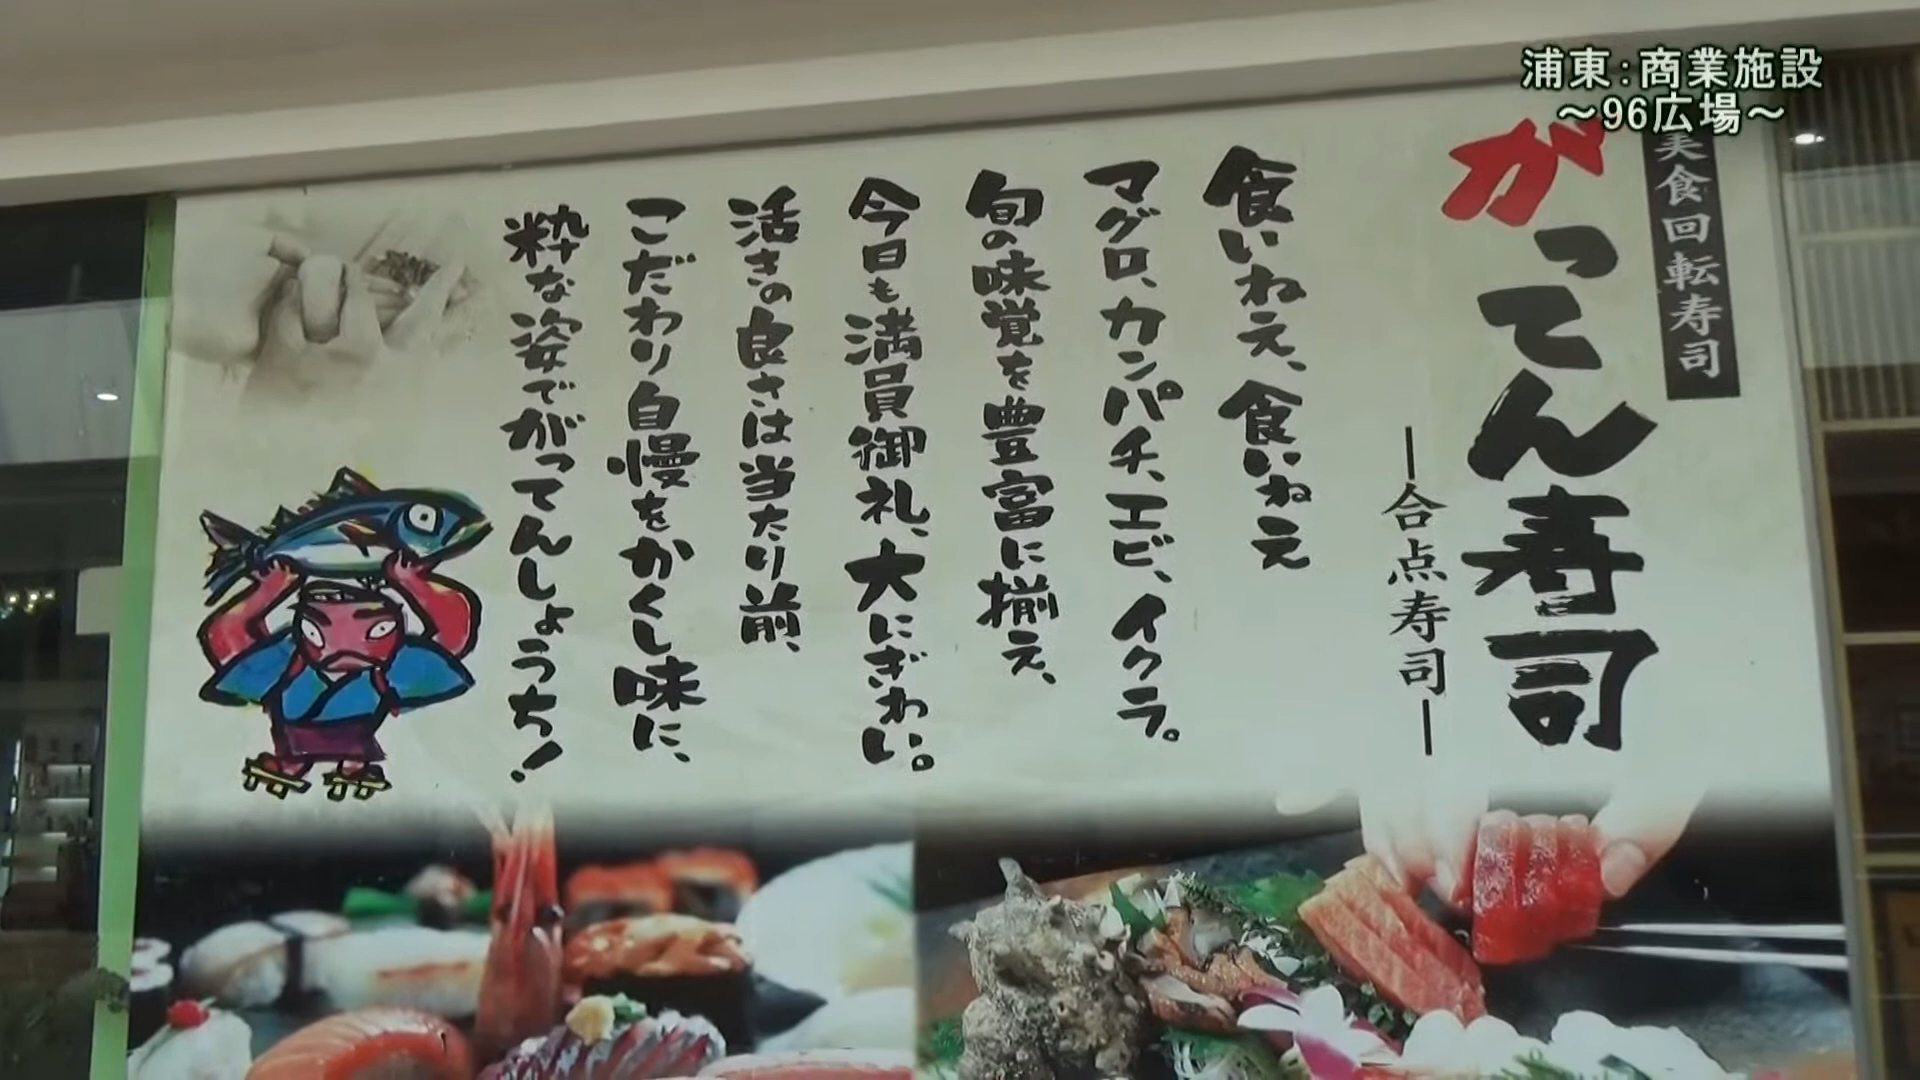 浦東：商業施設
～96広場～
美食回転寿司
がってん寿司
―合点寿司―
食いねえ、食いねえ
マグロ、カンパチ、エビ、イクラ。
旬の味覚を豊富に揃え、
今日も満員御礼、大にぎわい。
活きの良さは当たり前、
こだわり自慢をかくし味に、
粋な姿でがってんしょうち!